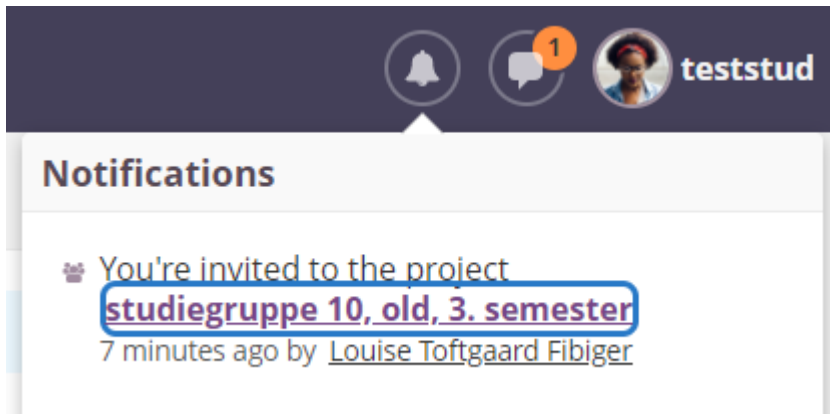 1
teststud
Notifications
You're invited to the project
studiegruppe 10, old, 3. semester
7 minutes ago by Louise Toftgaard Fibiger